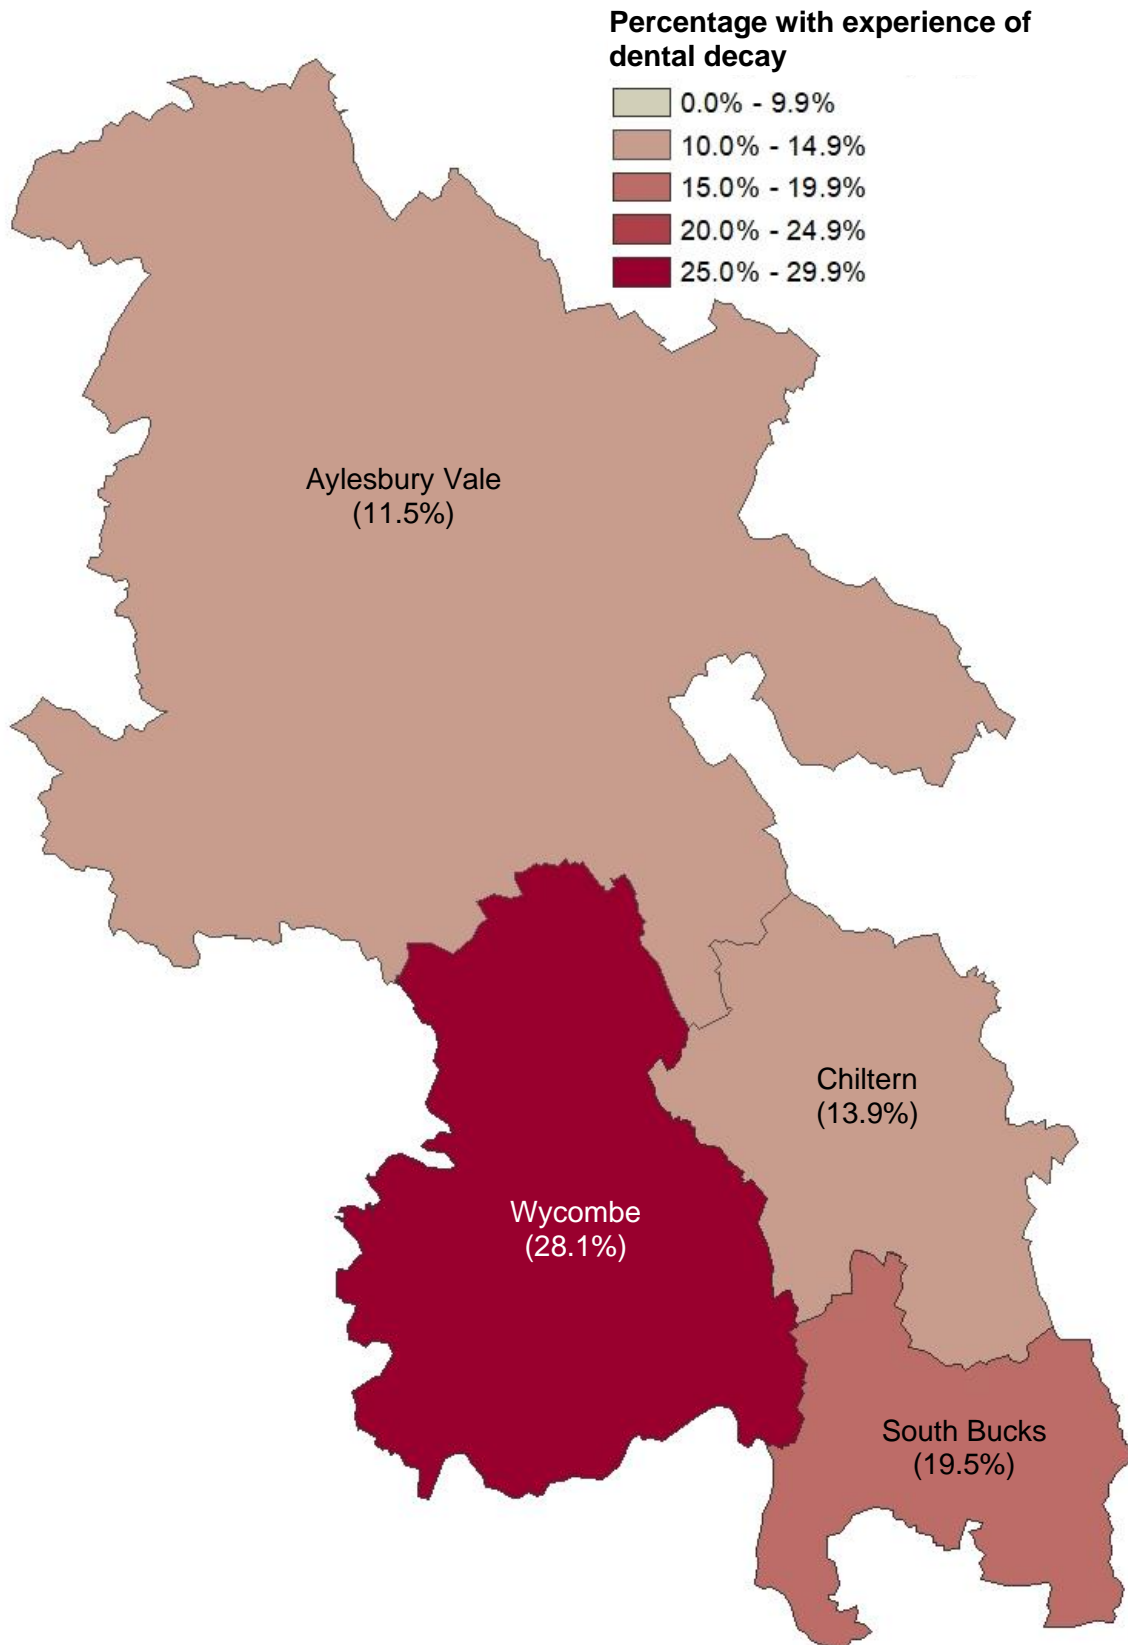 Percentage with experience of
dental decay
0.0% - 9.9%
10.0% - 14.9%
15.0% - 19.9%
20.0% - 24.9%
25.0% - 29.9%
Aylesbury Vale
(11.5%)
Chiltern
(13.9%)
Wycombe
(28.1%)
South Bucks
(19.5%)